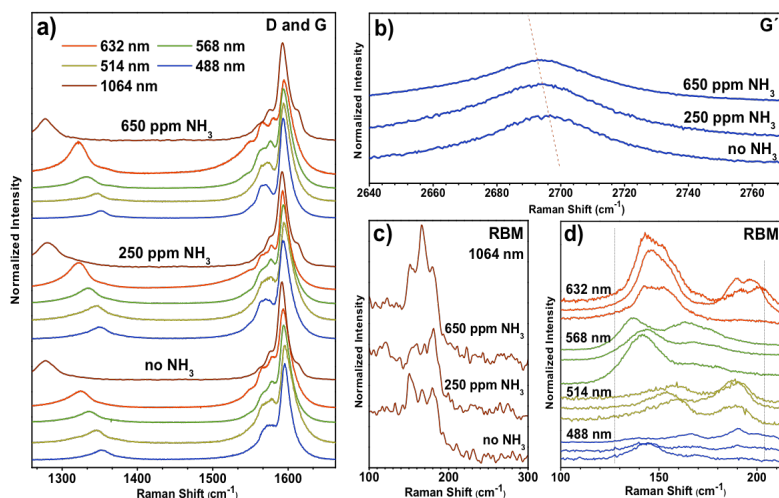 a)
D and G
632 nm
568 nm
514 nm
488 nm
1064 nm
650 ppm NH3
250 ppm NH3
no NH3
Normalized Intensity
1300 1400 1500 1600
Raman Shift (cm-1)
b)
G´
650 ppm NH3
250 ppm NH3
no NH3
Normalized Intensity
2640 2660 2680 2700 2720 2740 2760
Raman Shift (cm-1)
c)
RBM
1064 nm
650 ppm NH3
250 ppm NH3
no NH3
Normalized Intensity
100 200 300
Raman Shift (cm-1)
d)
RBM
632 nm
568 nm
514 nm
488 nm
100 150 200
Raman Shift (cm-1)